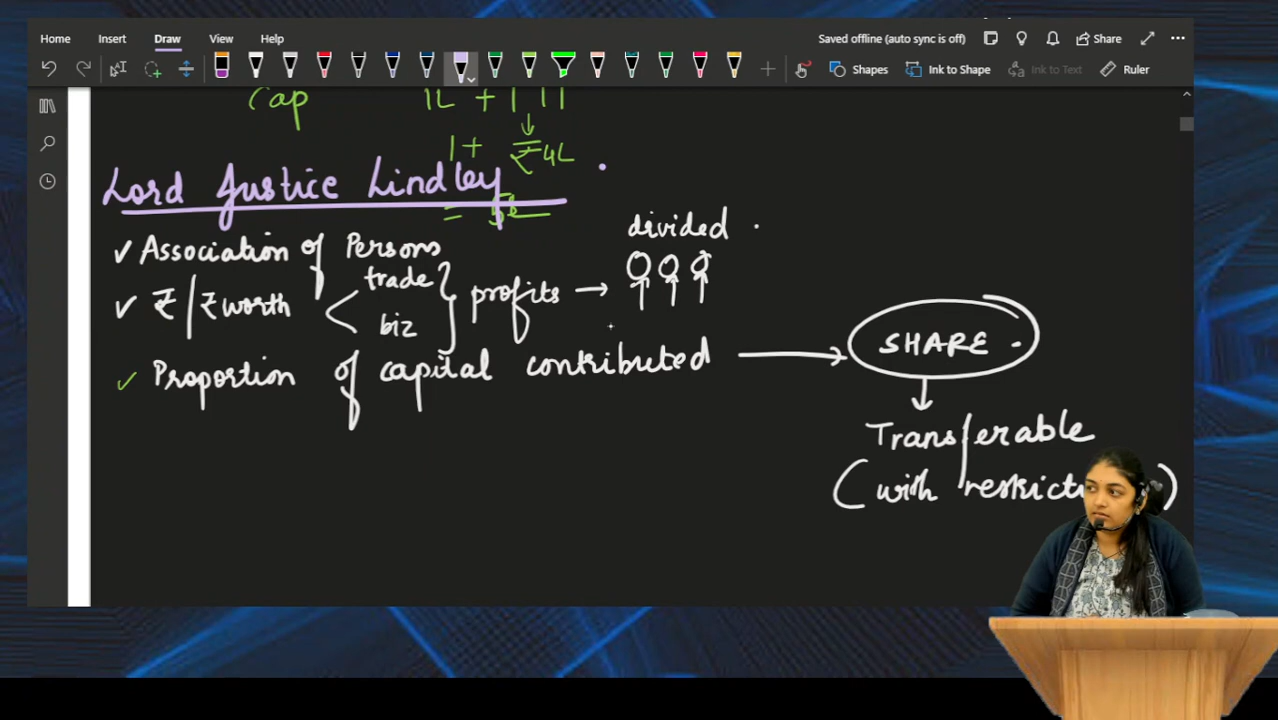 Home Insert Draw View Help Saved offline (auto sync is off) Share
Shapes Ink to Shape Ink to Text Ruler
Cap 1L +
1+ ₹4L
Lord Justice Lindley
=
divided
✓ Association of Persons
trade
✓ ₹/₹worth profits →
biz
SHARE
✓ Proportion of capital contributed
Transferable
(with restrict )